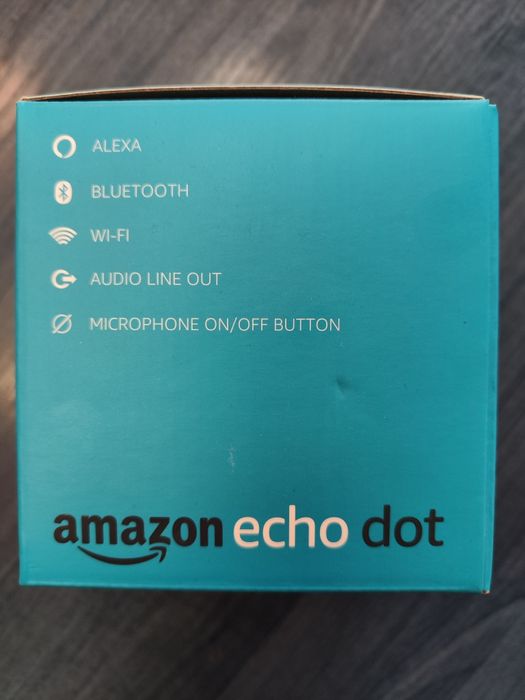 ALEXA
BLUETOOTH
WI-FI
AUDIO LINE OUT
MICROPHONE ON/OFF BUTTON
amazon echo dot